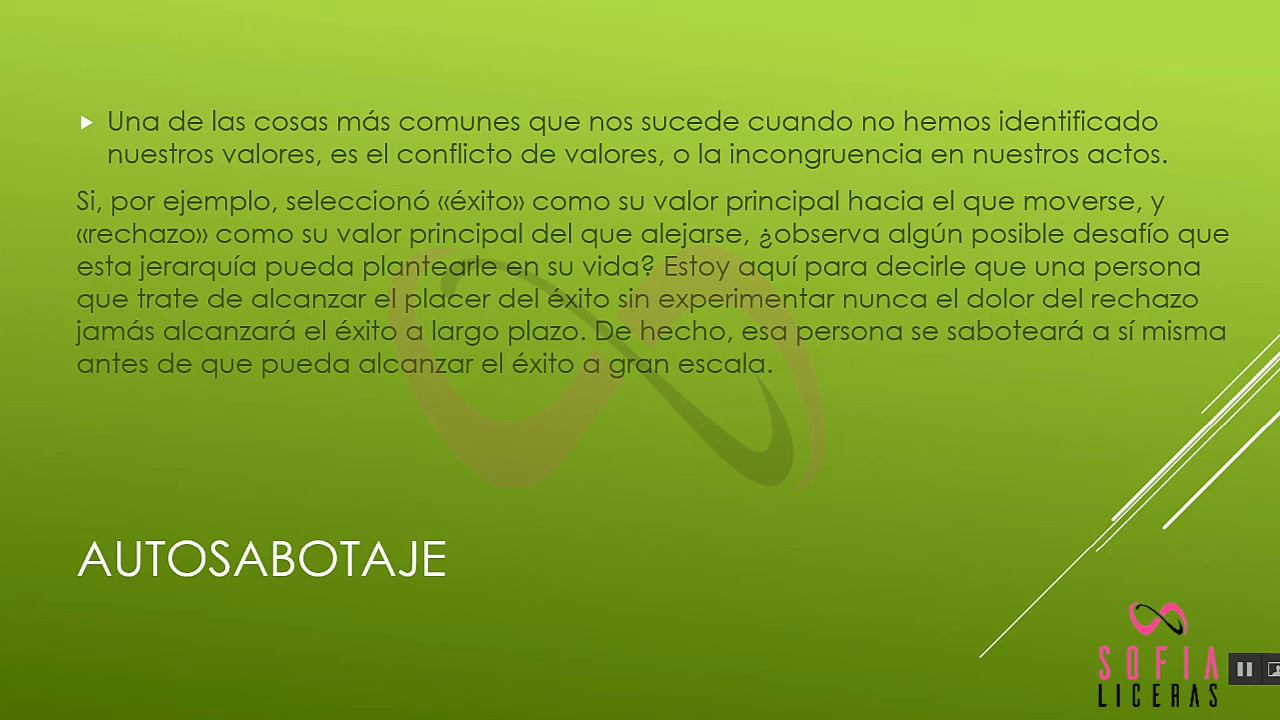 Una de las cosas más comunes que nos sucede cuando no hemos identificado
nuestros valores, es el conflicto de valores, o la incongruencia en nuestros actos.
Si, por ejemplo, seleccionó «éxito» como su valor principal hacia el que moverse, y
«rechazo» como su valor principal del que alejarse, ¿observa algún posible desafío que
esta jerarquía pueda plantearle en su vida? Estoy aquí para decirle que una persona
que trate de alcanzar el placer del éxito sin experimentar nunca el dolor del rechazo
jamás alcanzará el éxito a largo plazo. De hecho, esa persona se saboteará a sí misma
antes de que pueda alcanzar el éxito a gran escala.
AUTOSABOTAJE
SOFIA
LICERAS